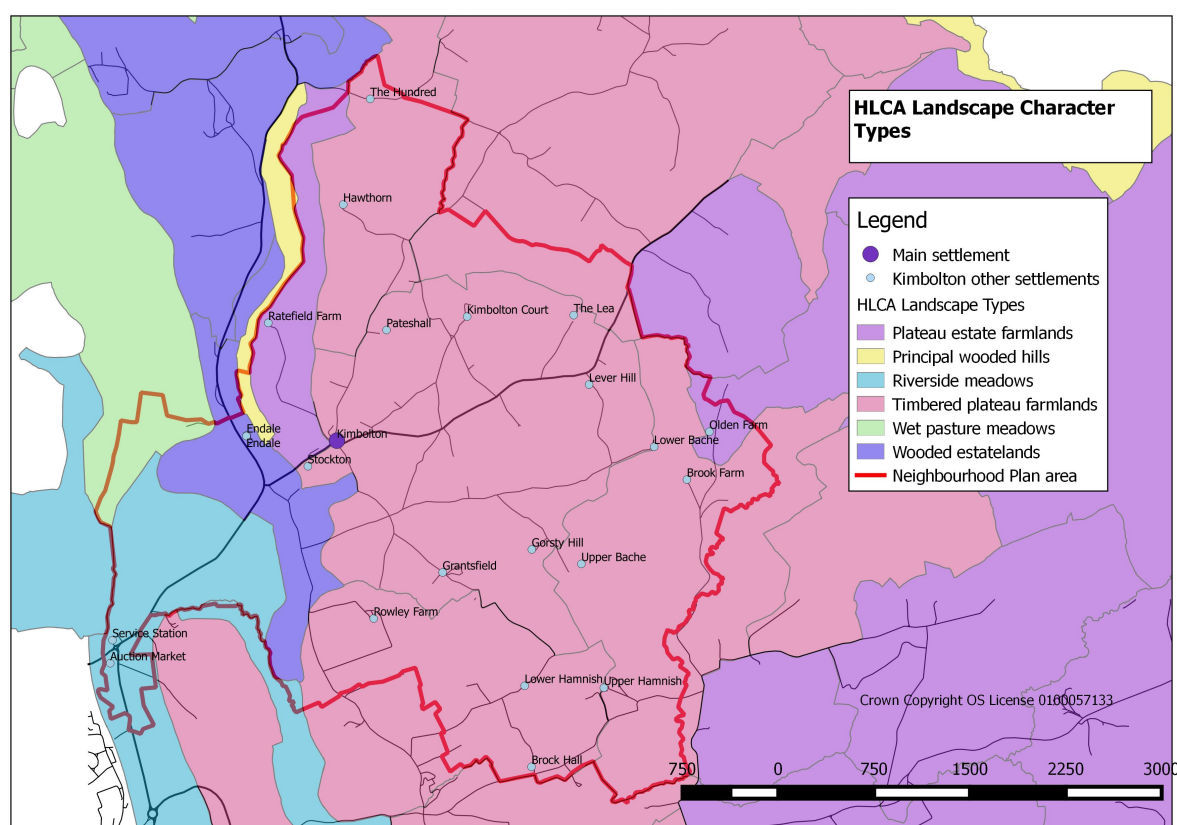 HLCA Landscape Character
Types
Legend
Main settlement
Kimbolton other settlements
HLCA Landscape Types
Plateau estate farmlands
Principal wooded hills
Riverside meadows
Timbered plateau farmlands
Wet pasture meadows
Wooded estatelands
Neighbourhood Plan area
The Hundred
Hawthorn
Ratefield Farm
Pateshall
Kimbolton Court
The Lea
Lever Hill
Endale
Endale
Kimbolton
Stockton
Olden Farm
Lower Bache
Brook Farm
Gorsty Hill
Upper Bache
Grantsfield
Rowley Farm
Service Station
Auction Market
Lower Hamnish
Upper Hamnish
Brock Hall
Crown Copyright OS License 0100057133
750 0 750 1500 2250 3000